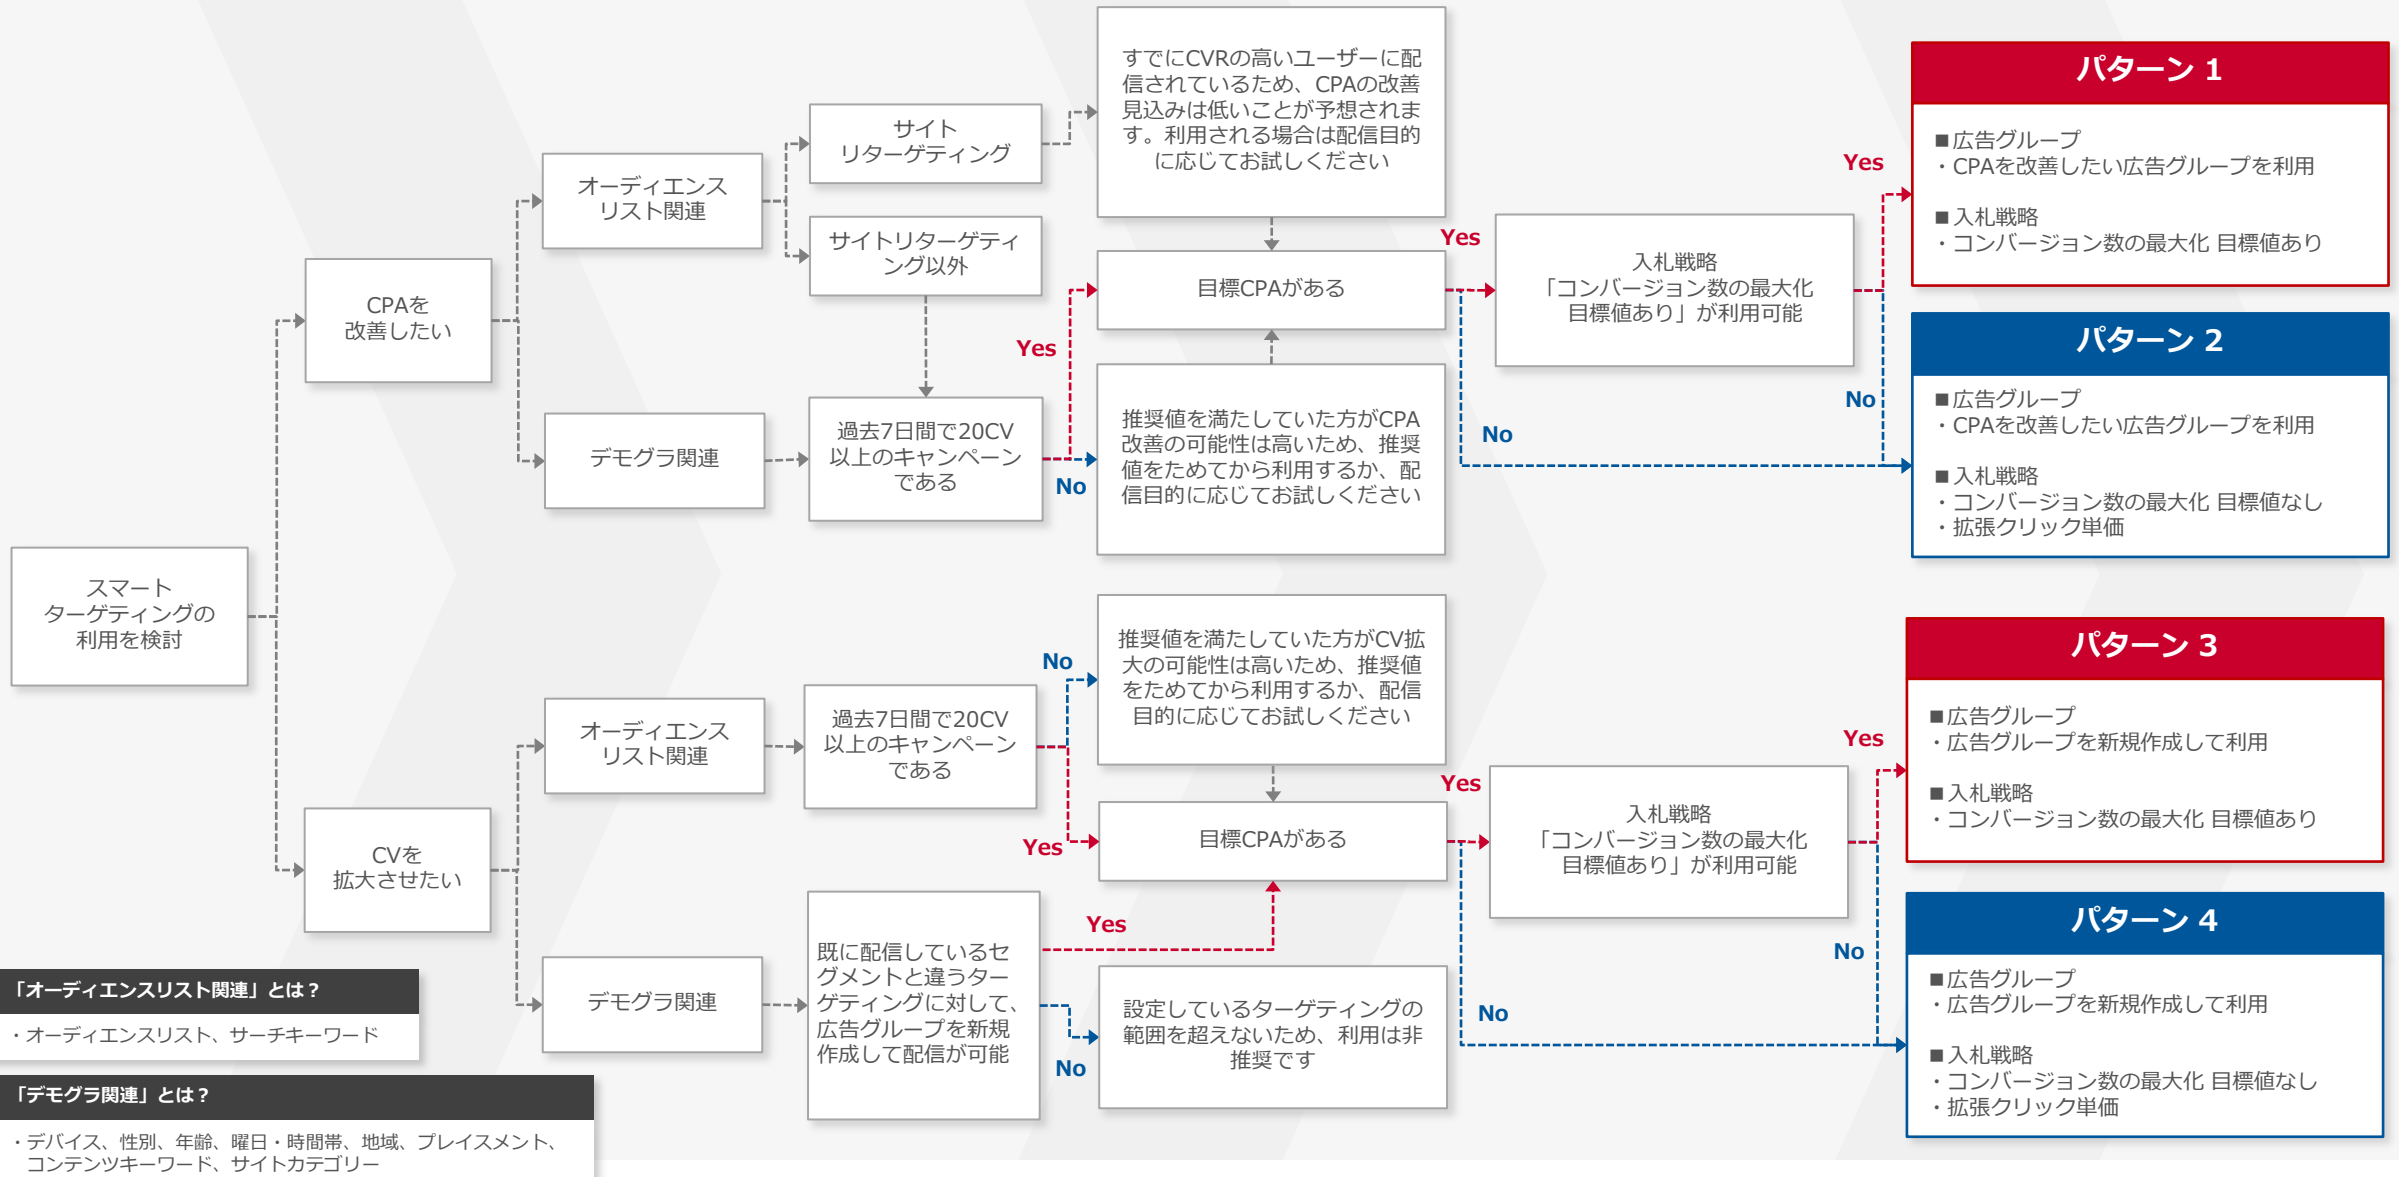 スマート
ターゲティングの
利用を検討
CPAを
改善したい
オーディエンス
リスト関連
サイト
リターゲティング
すでにCVRの高いユーザーに配
信されているため、CPAの改善
見込みは低いことが予想されま
す。利用される場合は配信目的
に応じてお試しください
サイトリターゲティ
ング以外
デモグラ関連
過去7日間で20CV
以上のキャンペーン
である
Yes
No
目標CPAがある
推奨値を満たしていた方がCPA
改善の可能性は高いため、推奨
値をためてから利用するか、配
信目的に応じてお試しください
Yes
No
入札戦略
「コンバージョン数の最大化
目標値あり」が利用可能
Yes
No
パターン 1
■広告グループ
・CPAを改善したい広告グループを利用
■入札戦略
・コンバージョン数の最大化 目標値あり
パターン 2
■広告グループ
・CPAを改善したい広告グループを利用
■入札戦略
・コンバージョン数の最大化 目標値なし
・拡張クリック単価
CVを
拡大させたい
オーディエンス
リスト関連
過去7日間で20CV
以上のキャンペーン
である
No
Yes
推奨値を満たしていた方がCV拡
大の可能性は高いため、推奨値
をためてから利用するか、配信
目的に応じてお試しください
目標CPAがある
デモグラ関連
既に配信しているセ
グメントと違うター
ゲティングに対して、
広告グループを新規
作成して配信が可能
Yes
No
設定しているターゲティングの
範囲を超えないため、利用は非
推奨です
Yes
No
入札戦略
「コンバージョン数の最大化
目標値あり」が利用可能
Yes
No
パターン 3
■広告グループ
・広告グループを新規作成して利用
■入札戦略
・コンバージョン数の最大化 目標値あり
パターン 4
■広告グループ
・広告グループを新規作成して利用
■入札戦略
・コンバージョン数の最大化 目標値なし
・拡張クリック単価
「オーディエンスリスト関連」とは？
・オーディエンスリスト、サーチキーワード
「デモグラ関連」とは？
・デバイス、性別、年齢、曜日・時間帯、地域、プレイスメント、
コンテンツキーワード、サイトカテゴリー